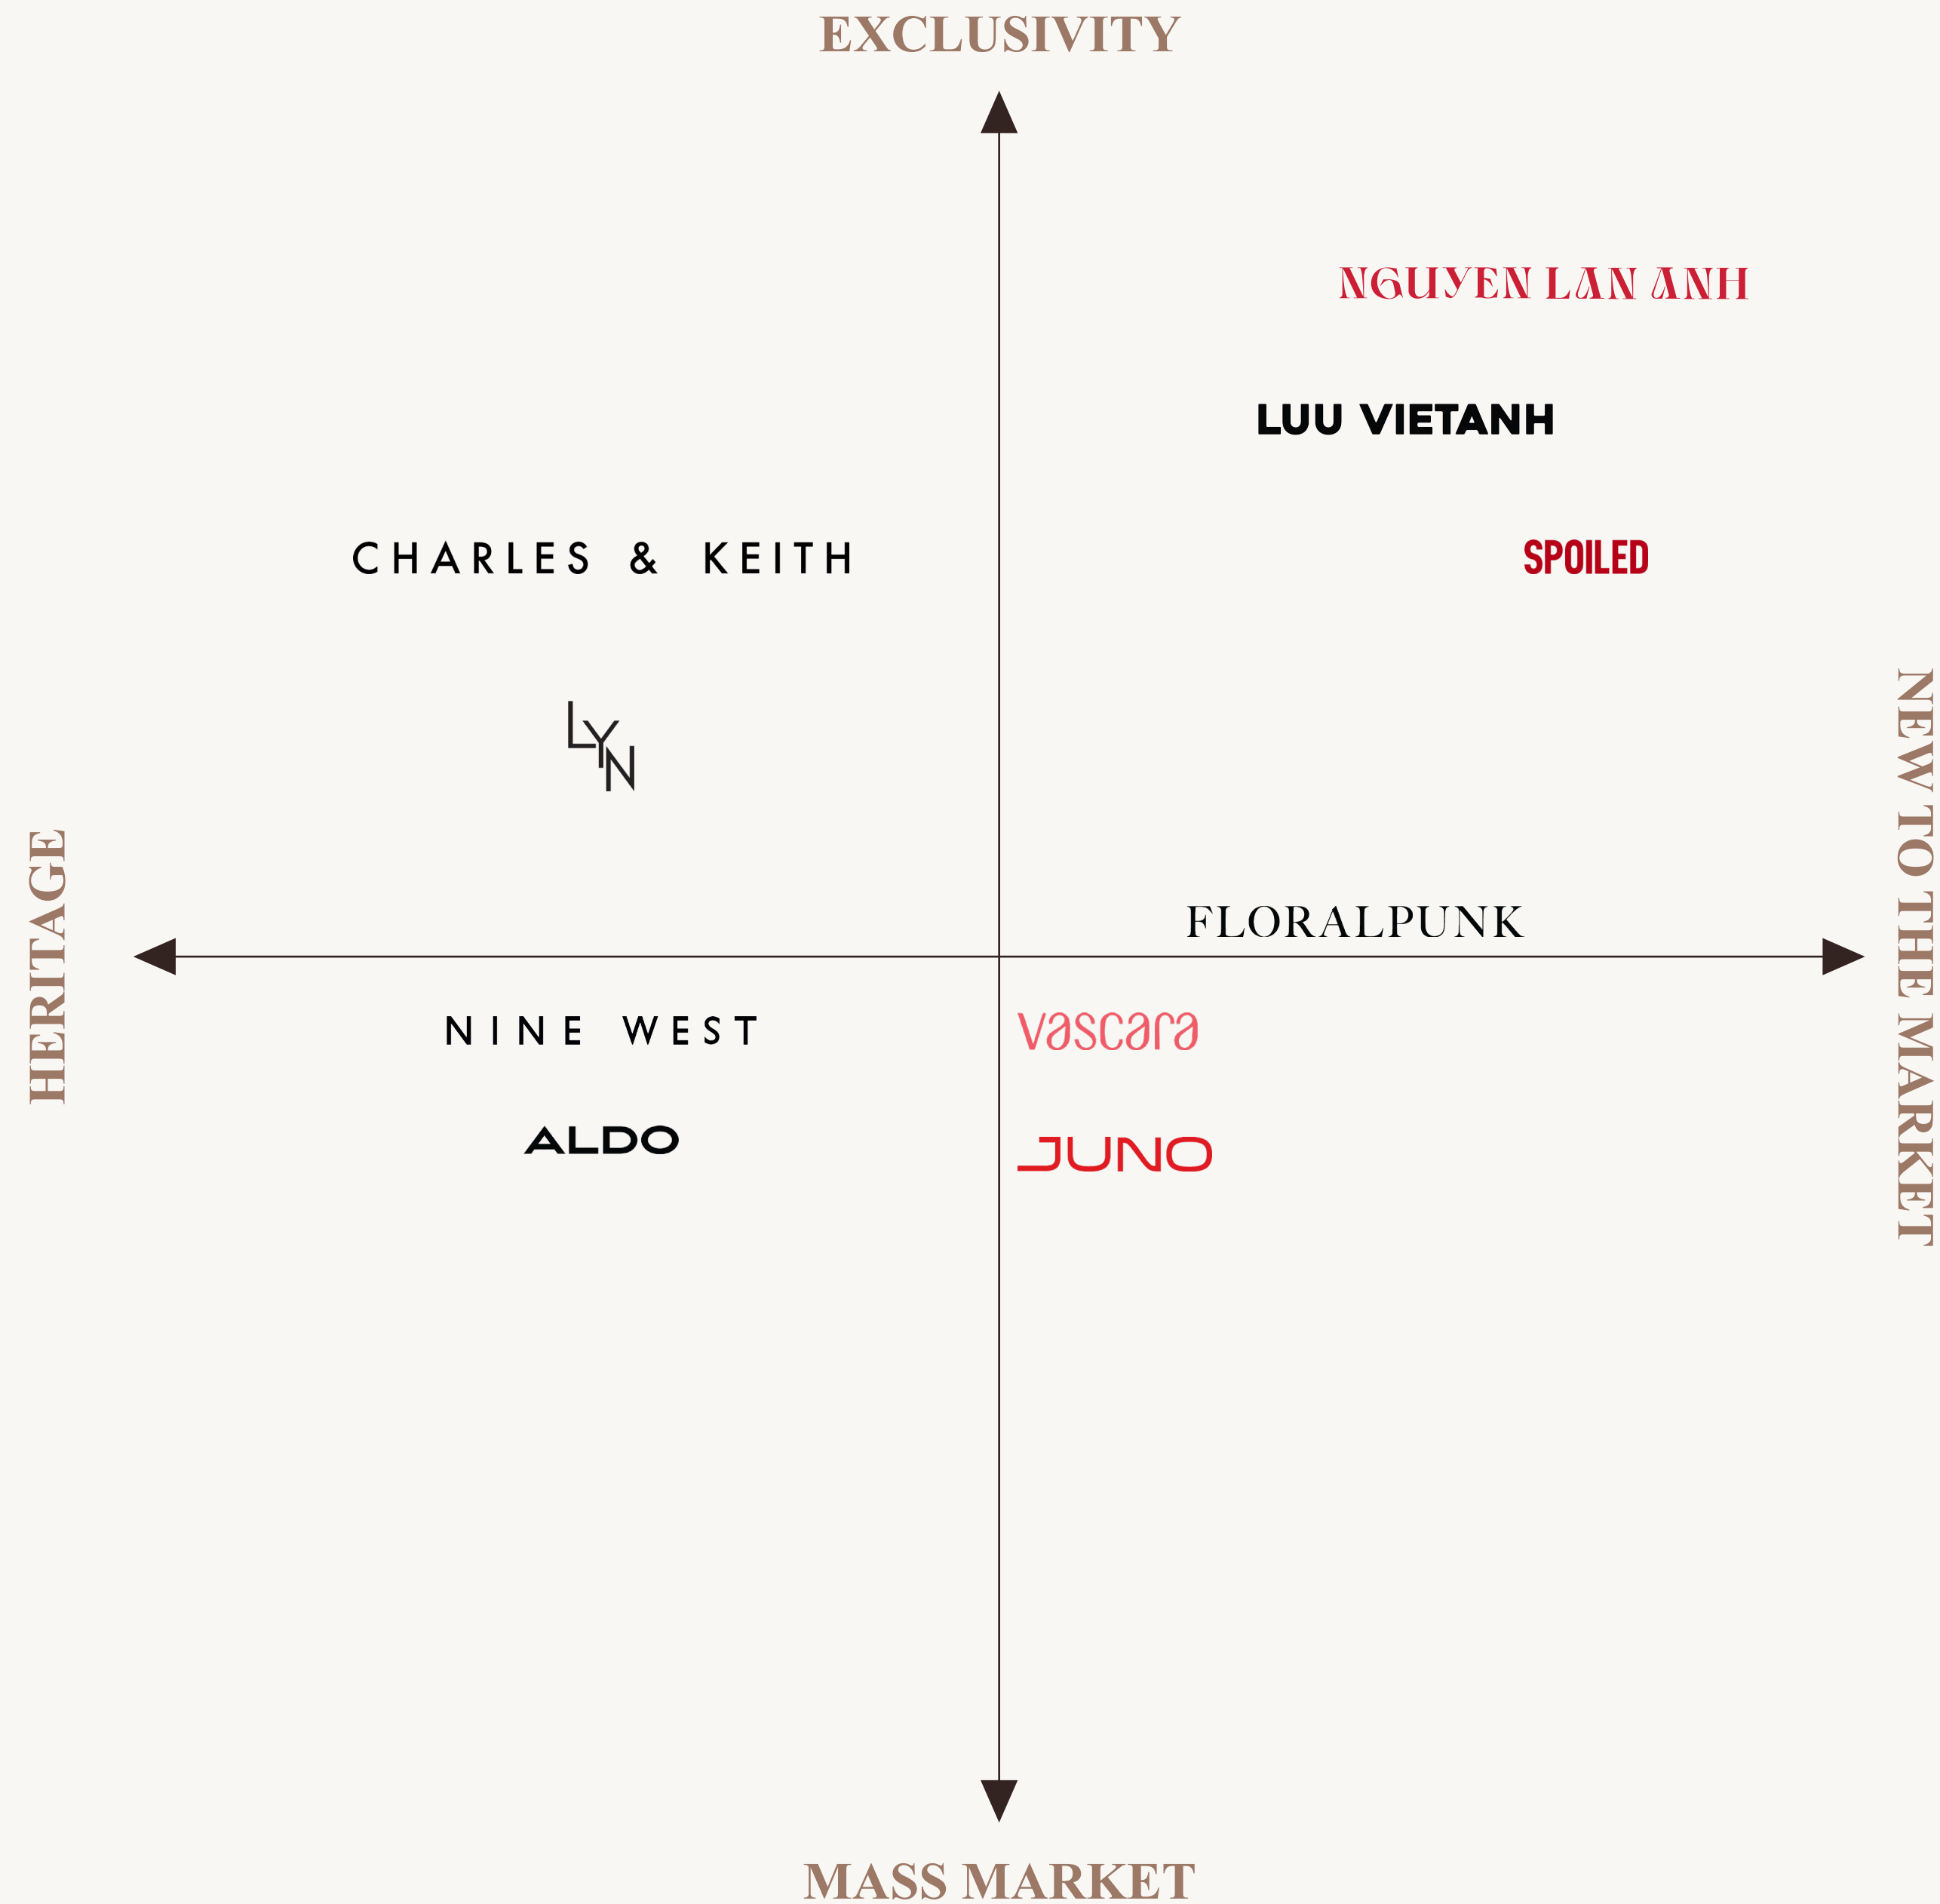 EXCLUSIVITY
NGUYEN LAN ANH
LUU VIETANH
CHARLES & KEITH
SPOILED
LYN
HERITAGE
NEW TO THE MARKET
FLORALPUNK
NINE WEST
vascara
ALDO
JUNO
MASS MARKET